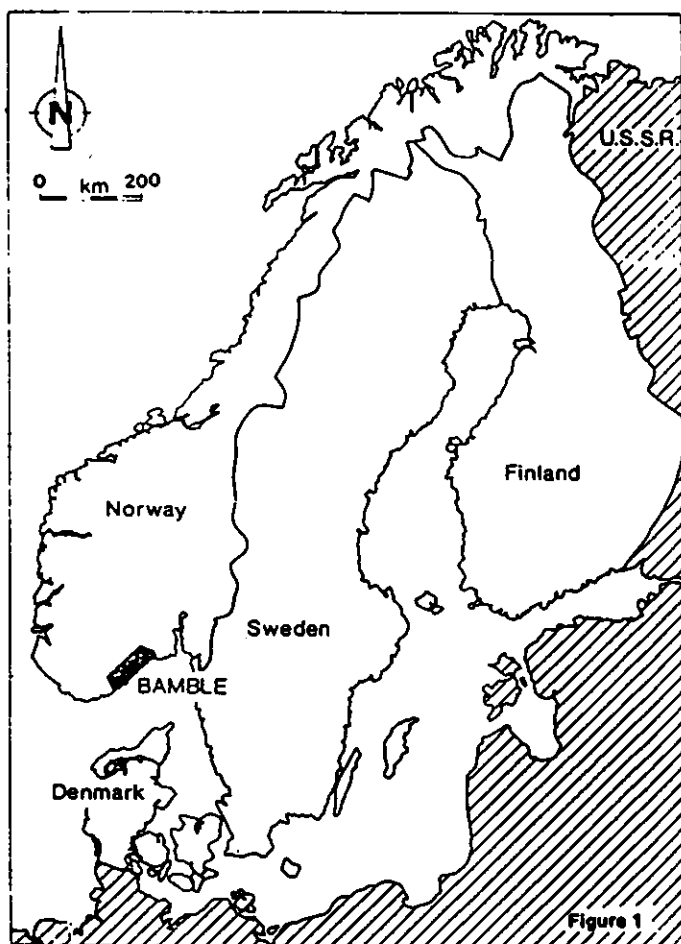 N
0 km 200
U.S.S.R.
Norway
Finland
Sweden
BAMBLE
Denmark
Figure 1